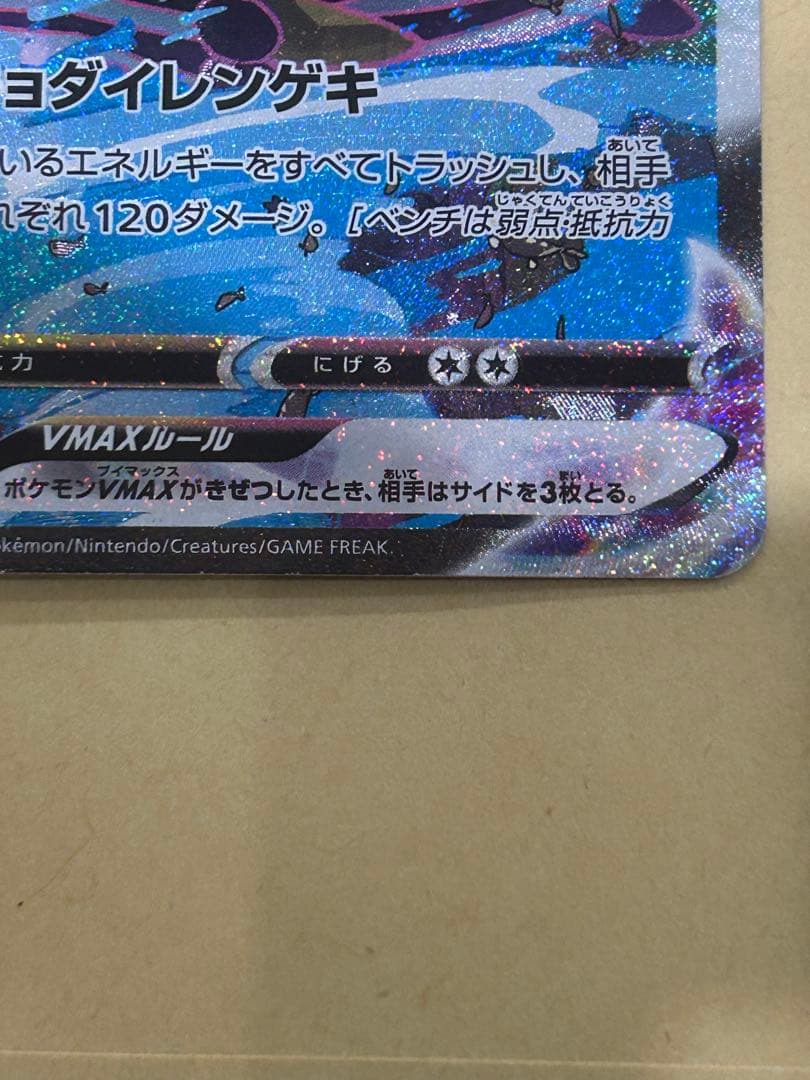 ョダイレンゲキ
いるエネルギーをすべてトラッシュし、相手
あいて
れぞれ120ダメージ。[ベンチは弱点・抵抗力
じゃくてん ていこうりょく
力
にげる
VMAXルール
ポケモンVMAXがきぜつしたとき、相手はサイドを3枚とる。
ブイマックス
あいて
まい
okémon/Nintendo/Creatures/GAME FREAK.